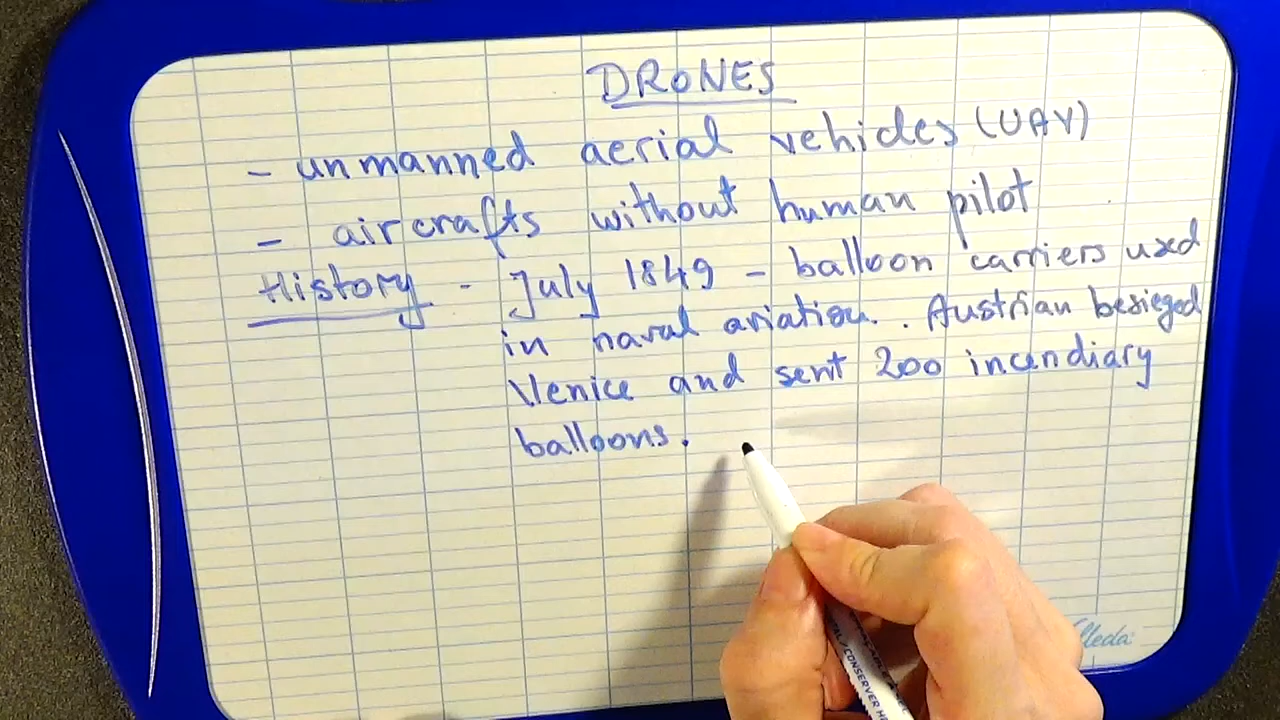 DRONES
- unmanned aerial vehicles (UAV)
- aircrafts without human pilot
History - July 1849 - balloon carriers used
in naval aviation. . Austrian besieged
Venice and sent 200 incendiary
balloons.
CONSERVER